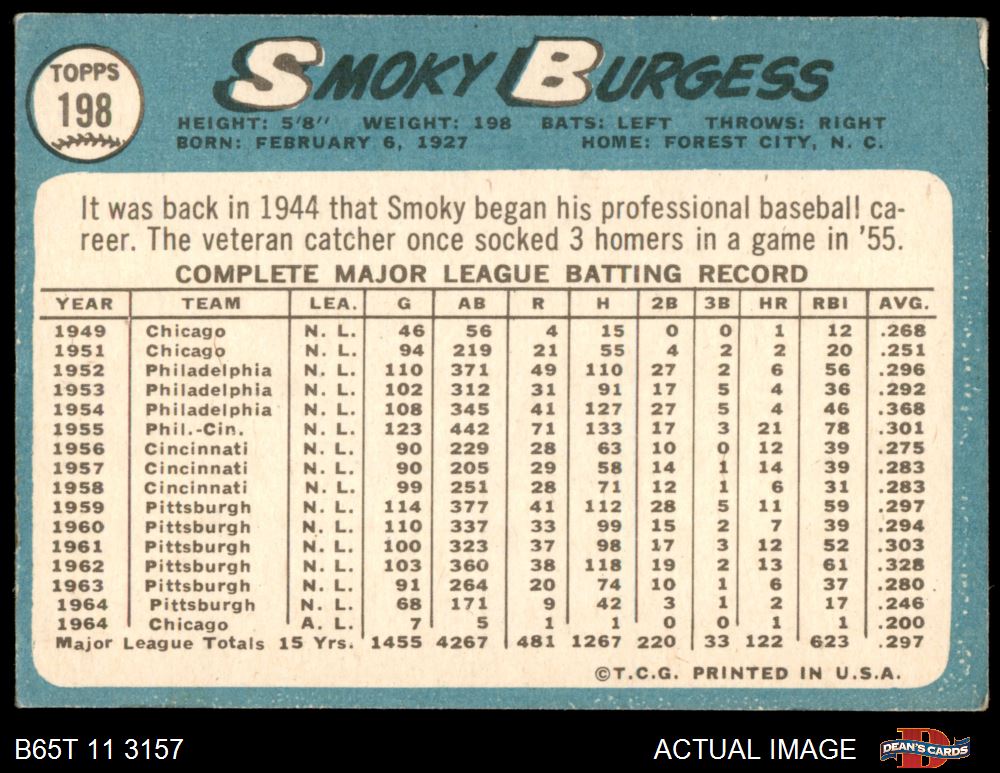 TOPPS
198
SMOKY BURGESS
HEIGHT: 5'8" WEIGHT: 198 BATS: LEFT THROWS: RIGHT
BORN: FEBRUARY 6, 1927 HOME: FOREST CITY, N. C.
It was back in 1944 that Smoky began his professional baseball ca-
reer. The veteran catcher once socked 3 homers in a game in '55.
COMPLETE MAJOR LEAGUE BATTING RECORD
YEAR TEAM LEA. G AB R H 2B 3B HR RBI AVG.
1949 Chicago N. L. 46 56 4 15 0 0 1 12 .268
1951 Chicago N. L. 94 219 21 55 4 2 2 20 .251
1952 Philadelphia N. L. 110 371 49 110 27 2 6 56 .296
1953 Philadelphia N. L. 102 312 31 91 17 5 4 36 .292
1954 Philadelphia N. L. 108 345 41 127 27 5 4 46 .368
1955 Phil.-Cin. N. L. 123 442 71 133 17 3 21 78 .301
1956 Cincinnati N. L. 90 229 28 63 10 0 12 39 .275
1957 Cincinnati N. L. 90 205 29 58 14 1 14 39 .283
1958 Cincinnati N. L. 99 251 28 71 12 1 6 31 .283
1959 Pittsburgh N. L. 114 377 41 112 28 5 11 59 .297
1960 Pittsburgh N. L. 110 337 33 99 15 2 7 39 .294
1961 Pittsburgh N. L. 100 323 37 98 17 3 12 52 .303
1962 Pittsburgh N. L. 103 360 38 118 19 2 13 61 .328
1963 Pittsburgh N. L. 91 264 20 74 10 1 6 37 .280
1964 Pittsburgh N. L. 68 171 9 42 3 1 2 17 .246
1964 Chicago A. L. 7 5 1 1 0 0 1 1 .200
Major League Totals 15 Yrs. 1455 4267 481 1267 220 33 122 623 .297
©T.C.G. PRINTED IN U.S.A.
B65T 11 3157 ACTUAL IMAGE DEAN'S CARDS